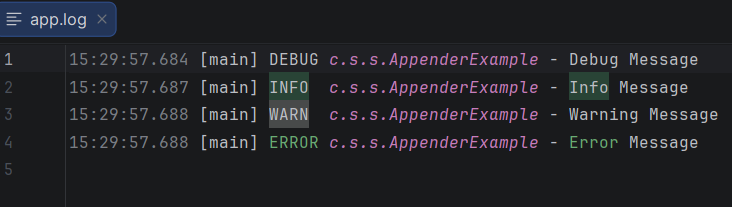 app.log
1 15:29:57.684 [main] DEBUG c.s.s.AppenderExample - Debug Message
2 15:29:57.687 [main] INFO  c.s.s.AppenderExample - Info Message
3 15:29:57.688 [main] WARN  c.s.s.AppenderExample - Warning Message
4 15:29:57.688 [main] ERROR c.s.s.AppenderExample - Error Message
5